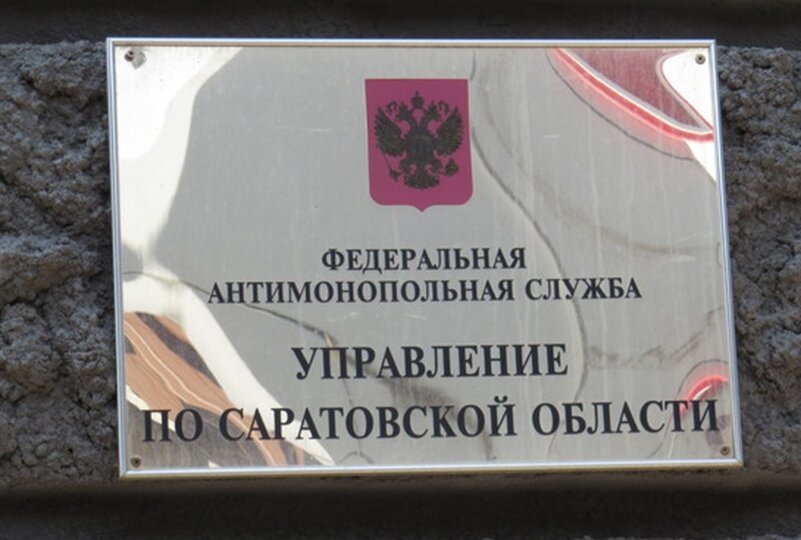 ФЕДЕРАЛЬНАЯ
АНТИМОНОПОЛЬНАЯ СЛУЖБА
УПРАВЛЕНИЕ
ПО САРАТОВСКОЙ ОБЛАСТИ